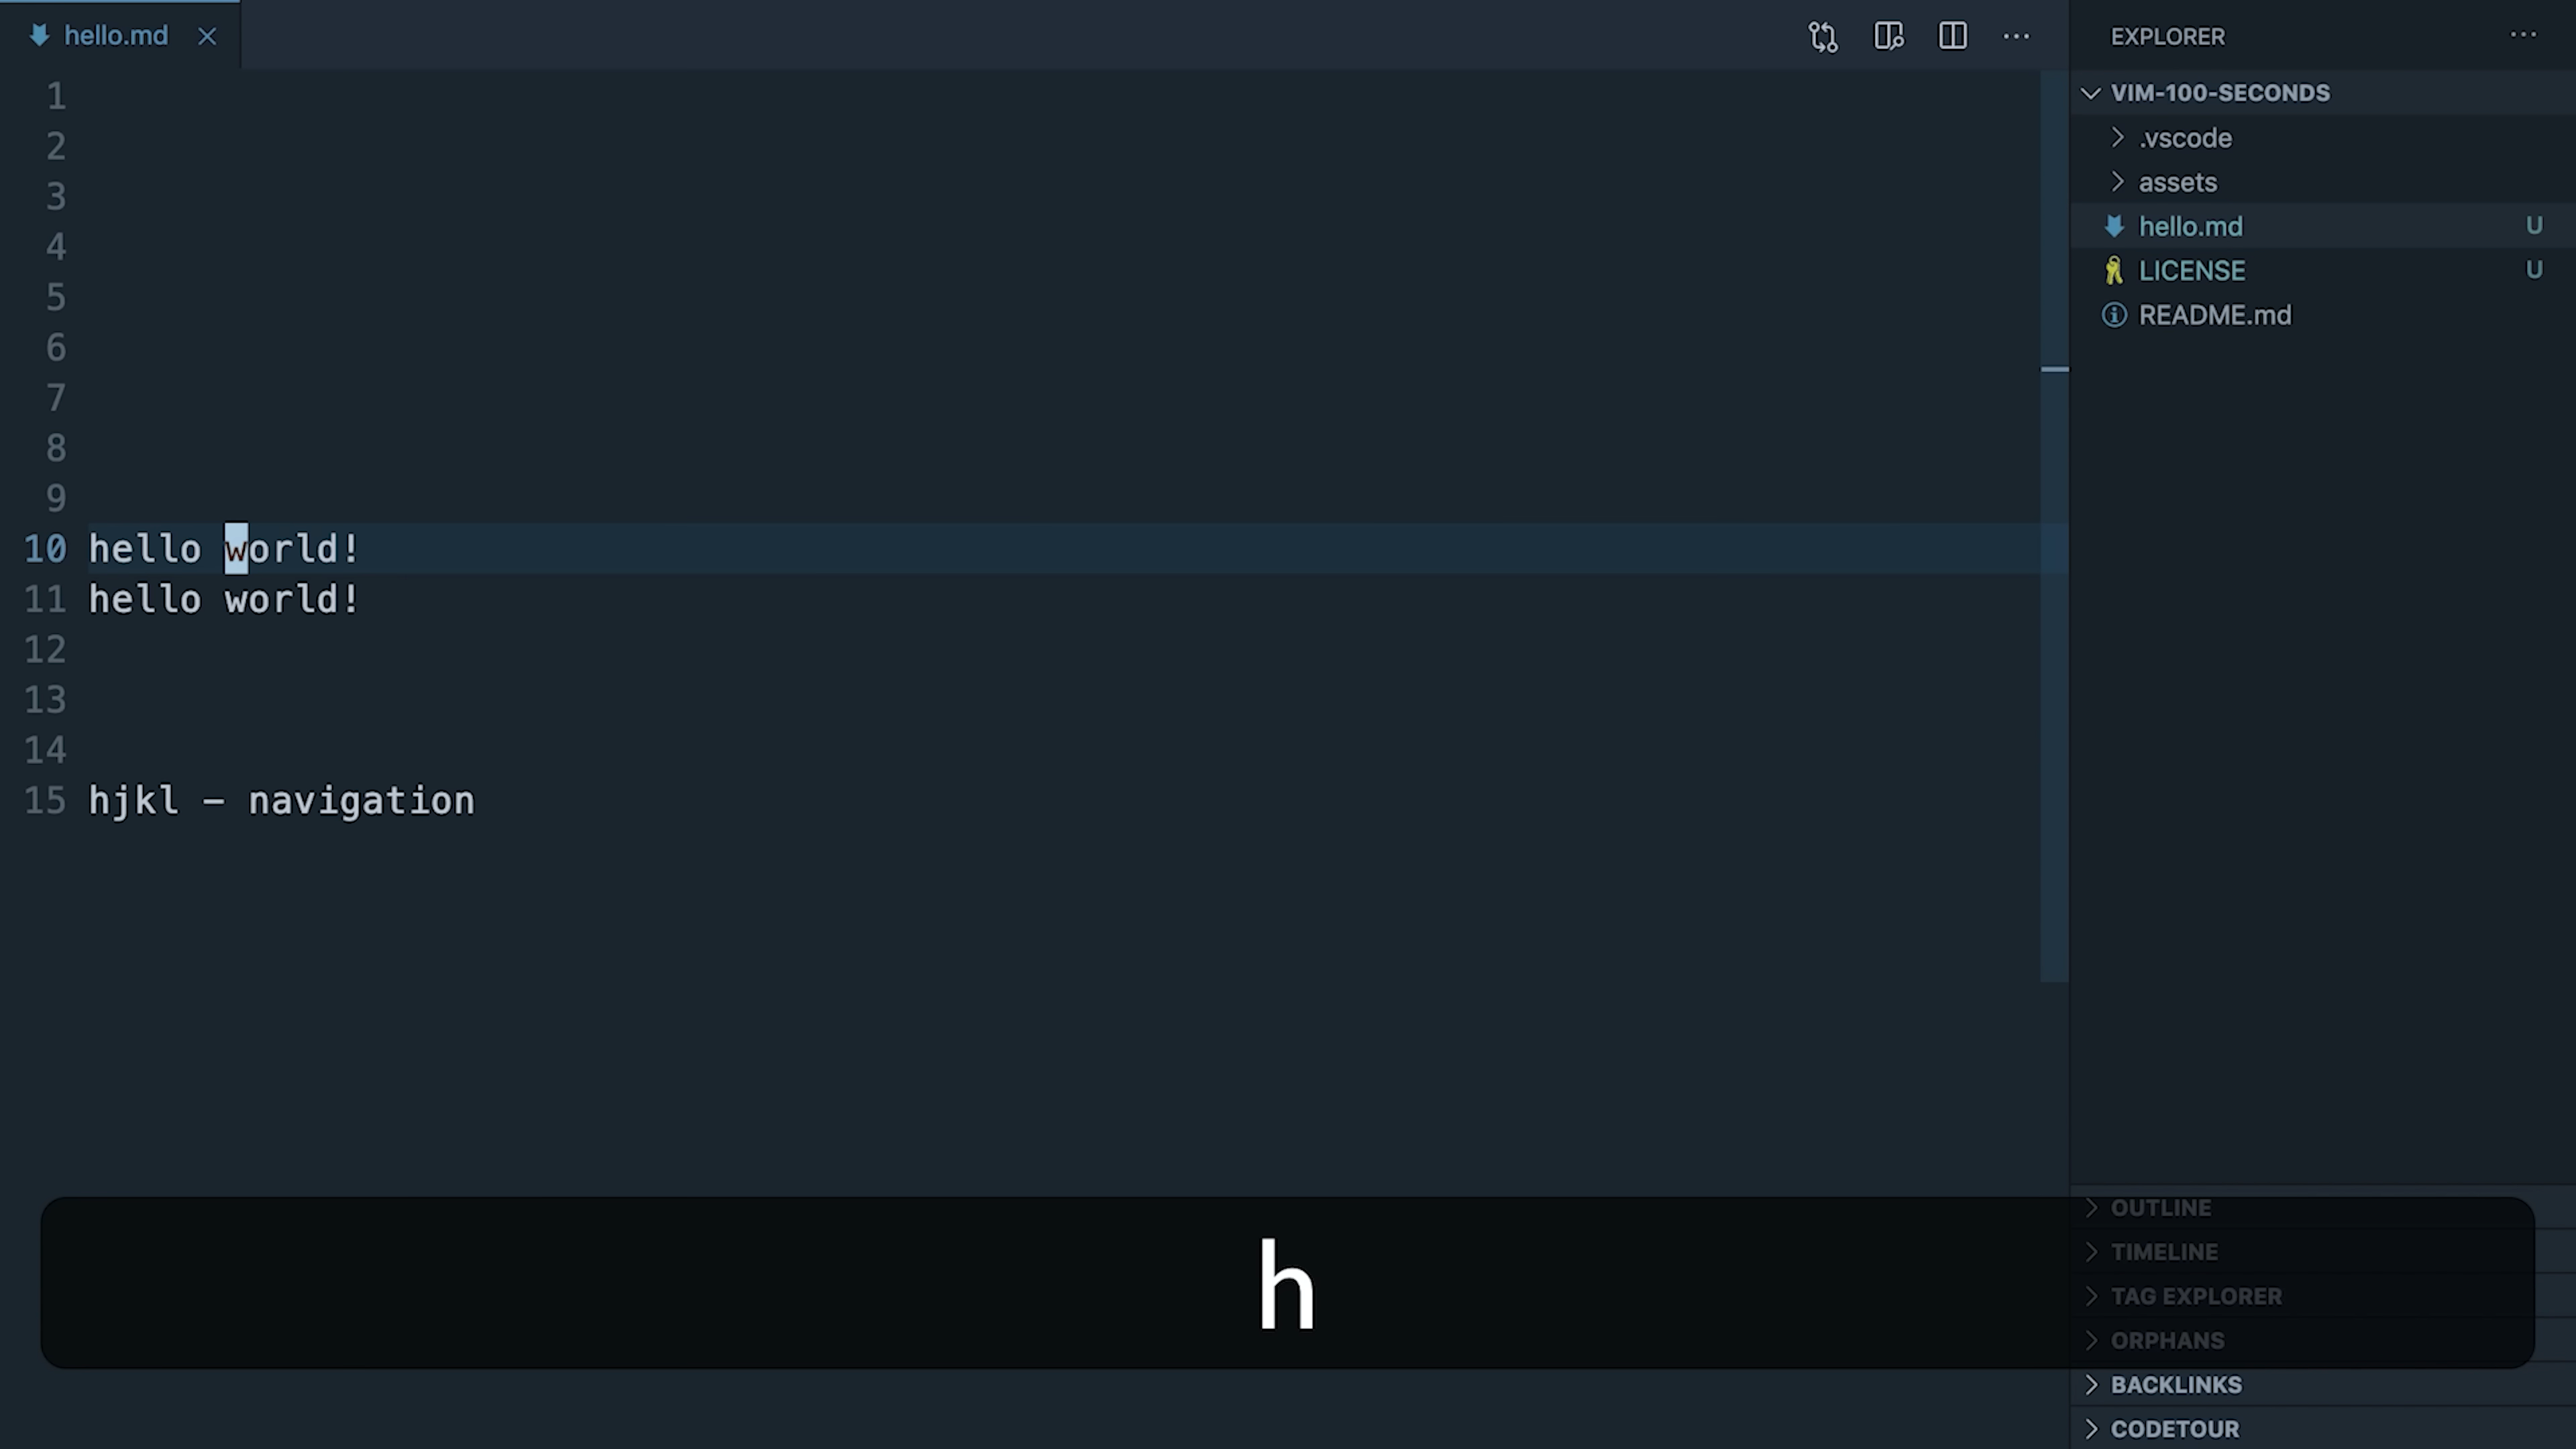 hello.md
EXPLORER
VIM-100-SECONDS
.vscode
assets
hello.md U
LICENSE U
README.md
1
2
3
4
5
6
7
8
9
10 hello world!
11 hello world!
12
13
14
15 hjkl - navigation
h
OUTLINE
TIMELINE
TAG EXPLORER
ORPHANS
BACKLINKS
CODETOUR